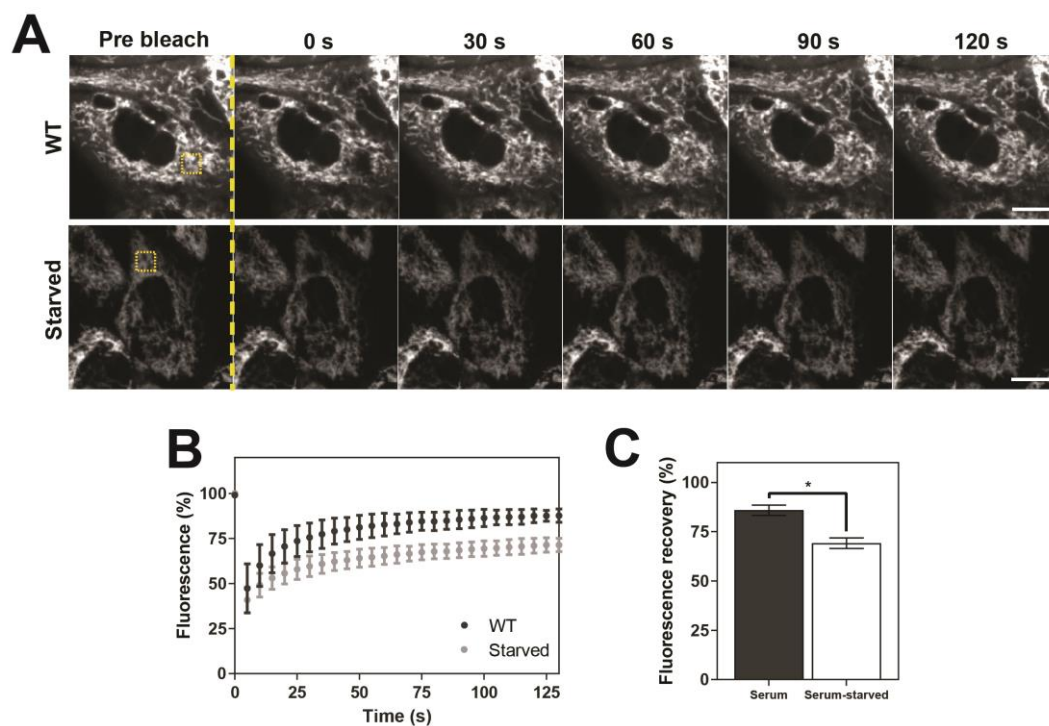 A
Pre bleach 0 s 30 s 60 s 90 s 120 s
WT
Starved
B
Fluorescence (%)
100
75
50
25
0
0 25 50 75 100 125
Time (s)
WT
Starved
C
Fluorescence recovery (%)
100
75
50
25
0
*
Serum Serum-starved